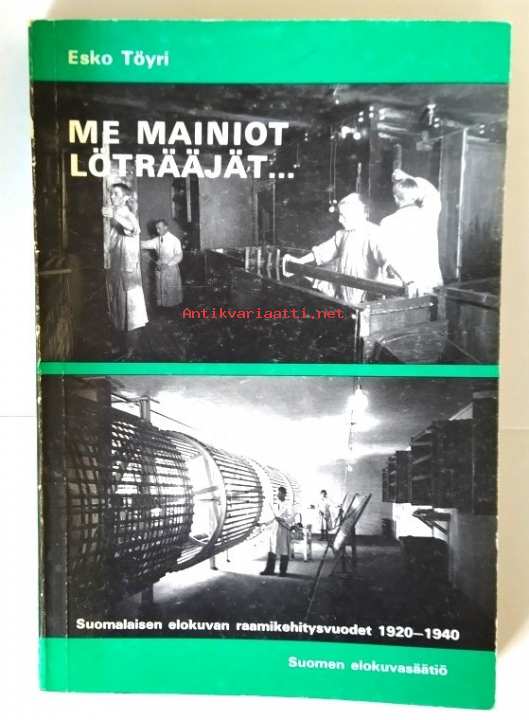 Esko Töyri
ME MAINIOT
LÖTRÄÄJÄT...
Antikvariaatti.net
Suomalaisen elokuvan raamikehitysvuodet 1920–1940
Suomen elokuvasäätiö